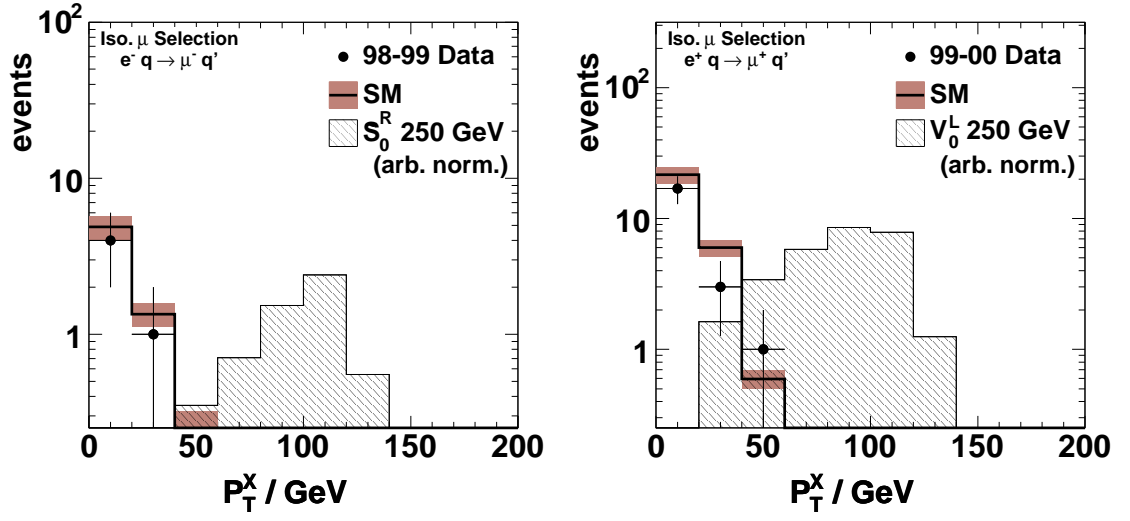 Iso. μ Selection
e⁻ q → μ⁻ q'
98-99 Data
SM
S₀ᴿ 250 GeV
(arb. norm.)
events
10²
10
1
0 50 100 150 200
P_T^X / GeV
Iso. μ Selection
e⁺ q → μ⁺ q'
99-00 Data
SM
V₀ᴸ 250 GeV
(arb. norm.)
events
10²
10
1
0 50 100 150 200
P_T^X / GeV